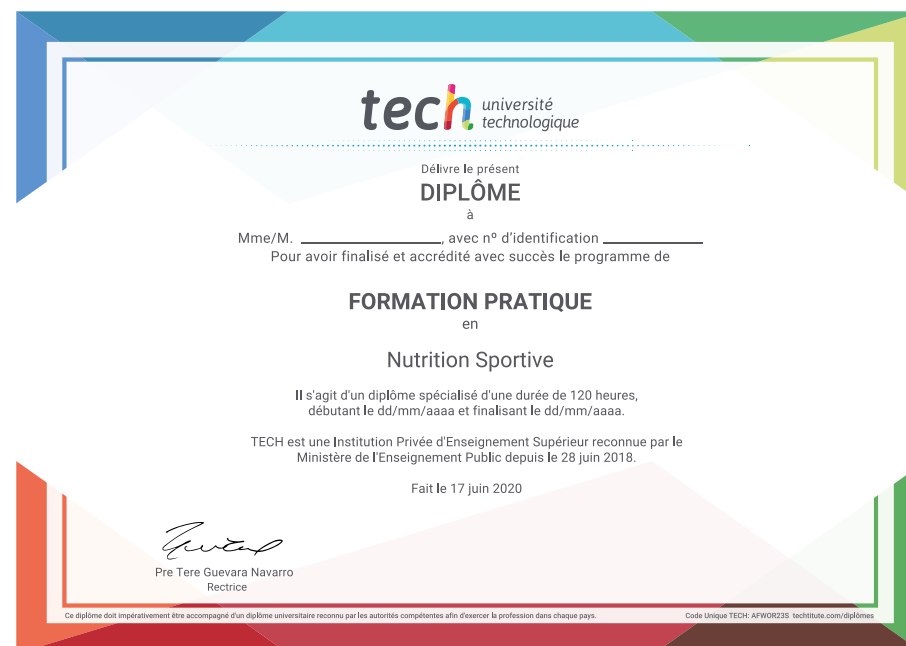 tech université
technologique
Délivre le présent
DIPLÔME
à
Mme/M. ____________________, avec nº d'identification ______________
Pour avoir finalisé et accrédité avec succès le programme de
FORMATION PRATIQUE
en
Nutrition Sportive
Il s'agit d'un diplôme spécialisé d'une durée de 120 heures,
débutant le dd/mm/aaaa et finalisant le dd/mm/aaaa.
TECH est une Institution Privée d'Enseignement Supérieur reconnue par le
Ministère de l'Enseignement Public depuis le 28 juin 2018.
Fait le 17 juin 2020
Pre Tere Guevara Navarro
Rectrice
Ce diplôme doit impérativement être accompagné d'un diplôme universitaire reconnu par les autorités compétentes afin d'exercer la profession dans chaque pays.
Code Unique TECH: AFWOR23S techtitute.com/diplômes